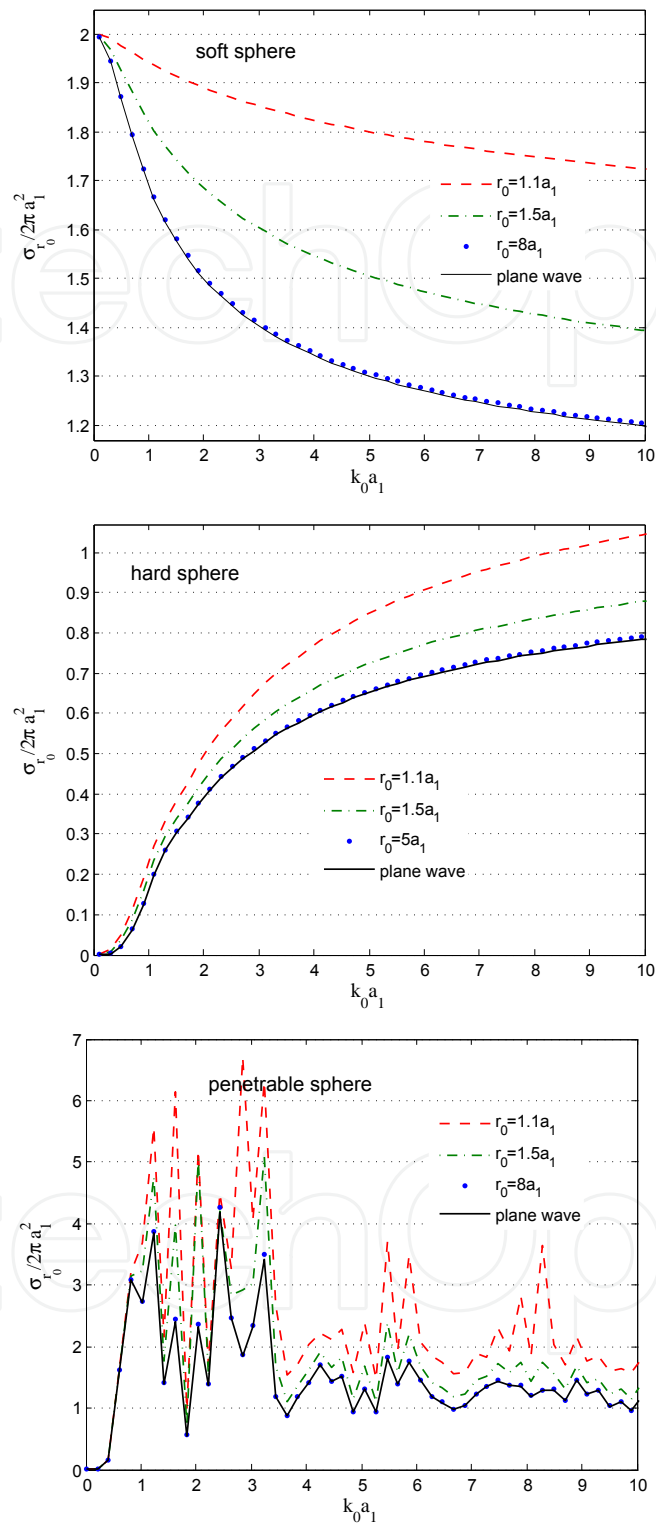 2
soft sphere
1.9
1.8
1.7
1.6
1.5
1.4
1.3
1.2
σr0/2πa1^2
r0=1.1a1
r0=1.5a1
r0=8a1
plane wave
0 1 2 3 4 5 6 7 8 9 10
k0a1
1
hard sphere
0.9
0.8
0.7
0.6
0.5
0.4
0.3
0.2
0.1
0
σr0/2πa1^2
r0=1.1a1
r0=1.5a1
r0=5a1
plane wave
0 1 2 3 4 5 6 7 8 9 10
k0a1
7
penetrable sphere
6
5
4
3
2
1
0
σr0/2πa1^2
r0=1.1a1
r0=1.5a1
r0=8a1
plane wave
0 1 2 3 4 5 6 7 8 9 10
k0a1